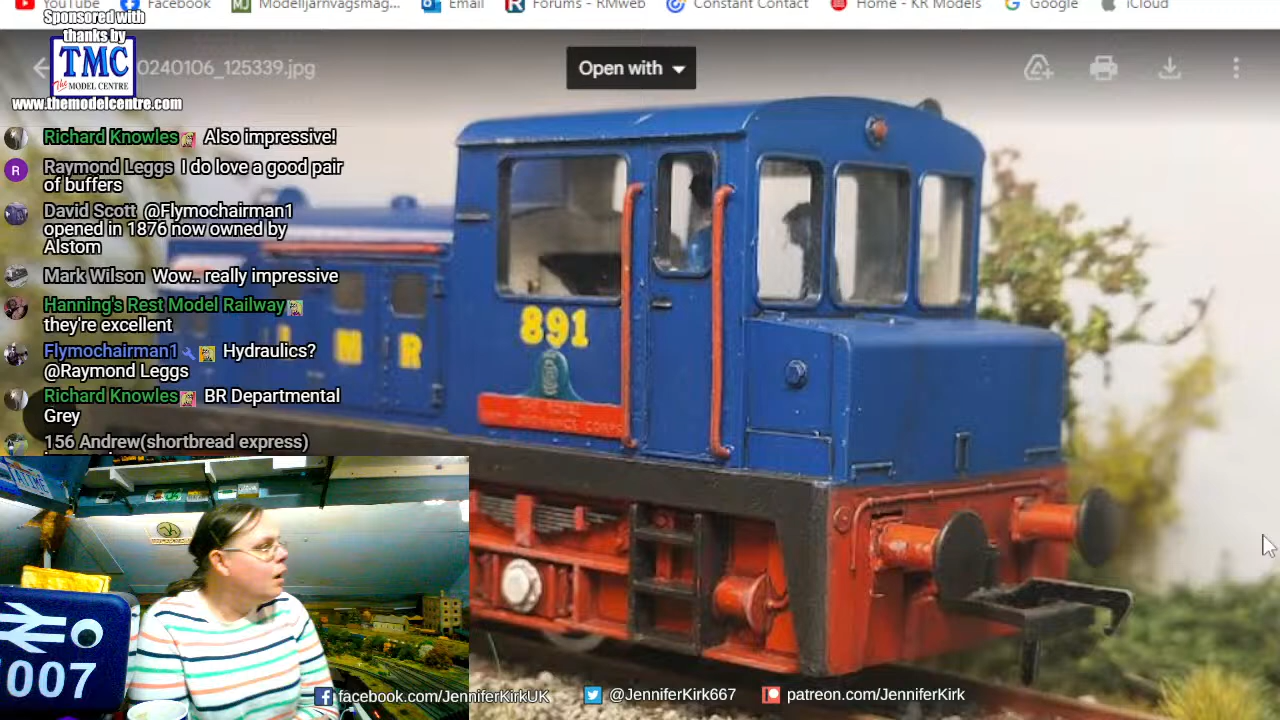 YouTube
Facebook
Modelljärnvägsmag...
Email
Forums - RMweb
Constant Contact
Home - KR Models
Google
iCloud
Sponsored with
thanks by
TMC
The MODEL CENTRE
www.themodelcentre.com
0240106_125339.jpg
Open with
Richard Knowles Also impressive!
R
Raymond Leggs I do love a good pair
of buffers
David Scott @Flymochairman1
opened in 1876 now owned by
Alstom
Mark Wilson Wow.. really impressive
Hanning's Rest Model Railway
they're excellent
Flymochairman1 Hydraulics?
@Raymond Leggs
Richard Knowles BR Departmental
Grey
156 Andrew(shortbread express)
891
M R
007
facebook.com/JenniferKirkUK
@JenniferKirk667
patreon.com/JenniferKirk